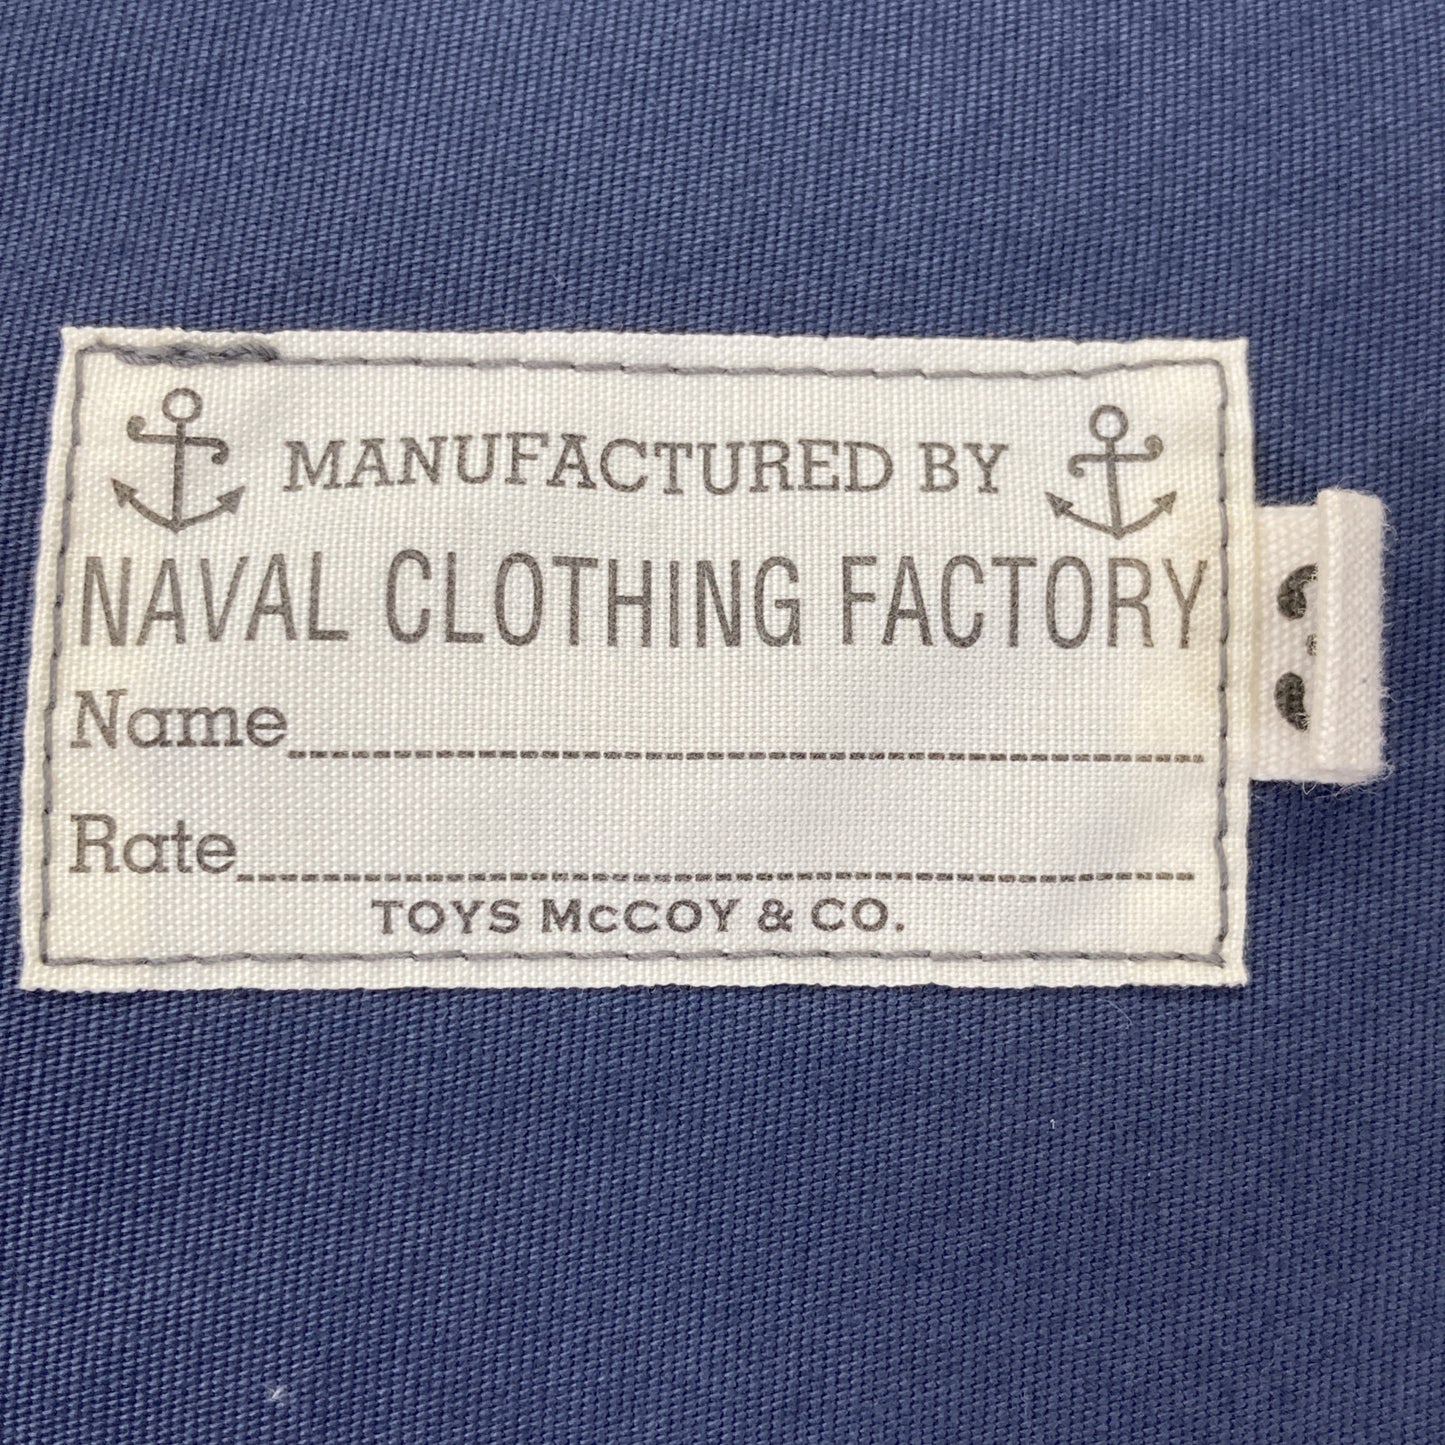 MANUFACTURED BY
NAVAL CLOTHING FACTORY
Name
Rate
TOYS McCOY & CO.